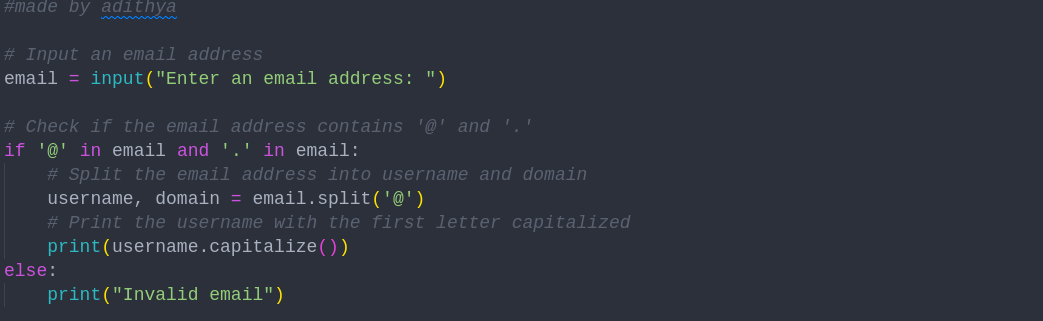 #made by adithya
# Input an email address
email = input("Enter an email address: ")
# Check if the email address contains '@' and '.'
if '@' in email and '.' in email:
    # Split the email address into username and domain
    username, domain = email.split('@')
    # Print the username with the first letter capitalized
    print(username.capitalize())
else:
    print("Invalid email")